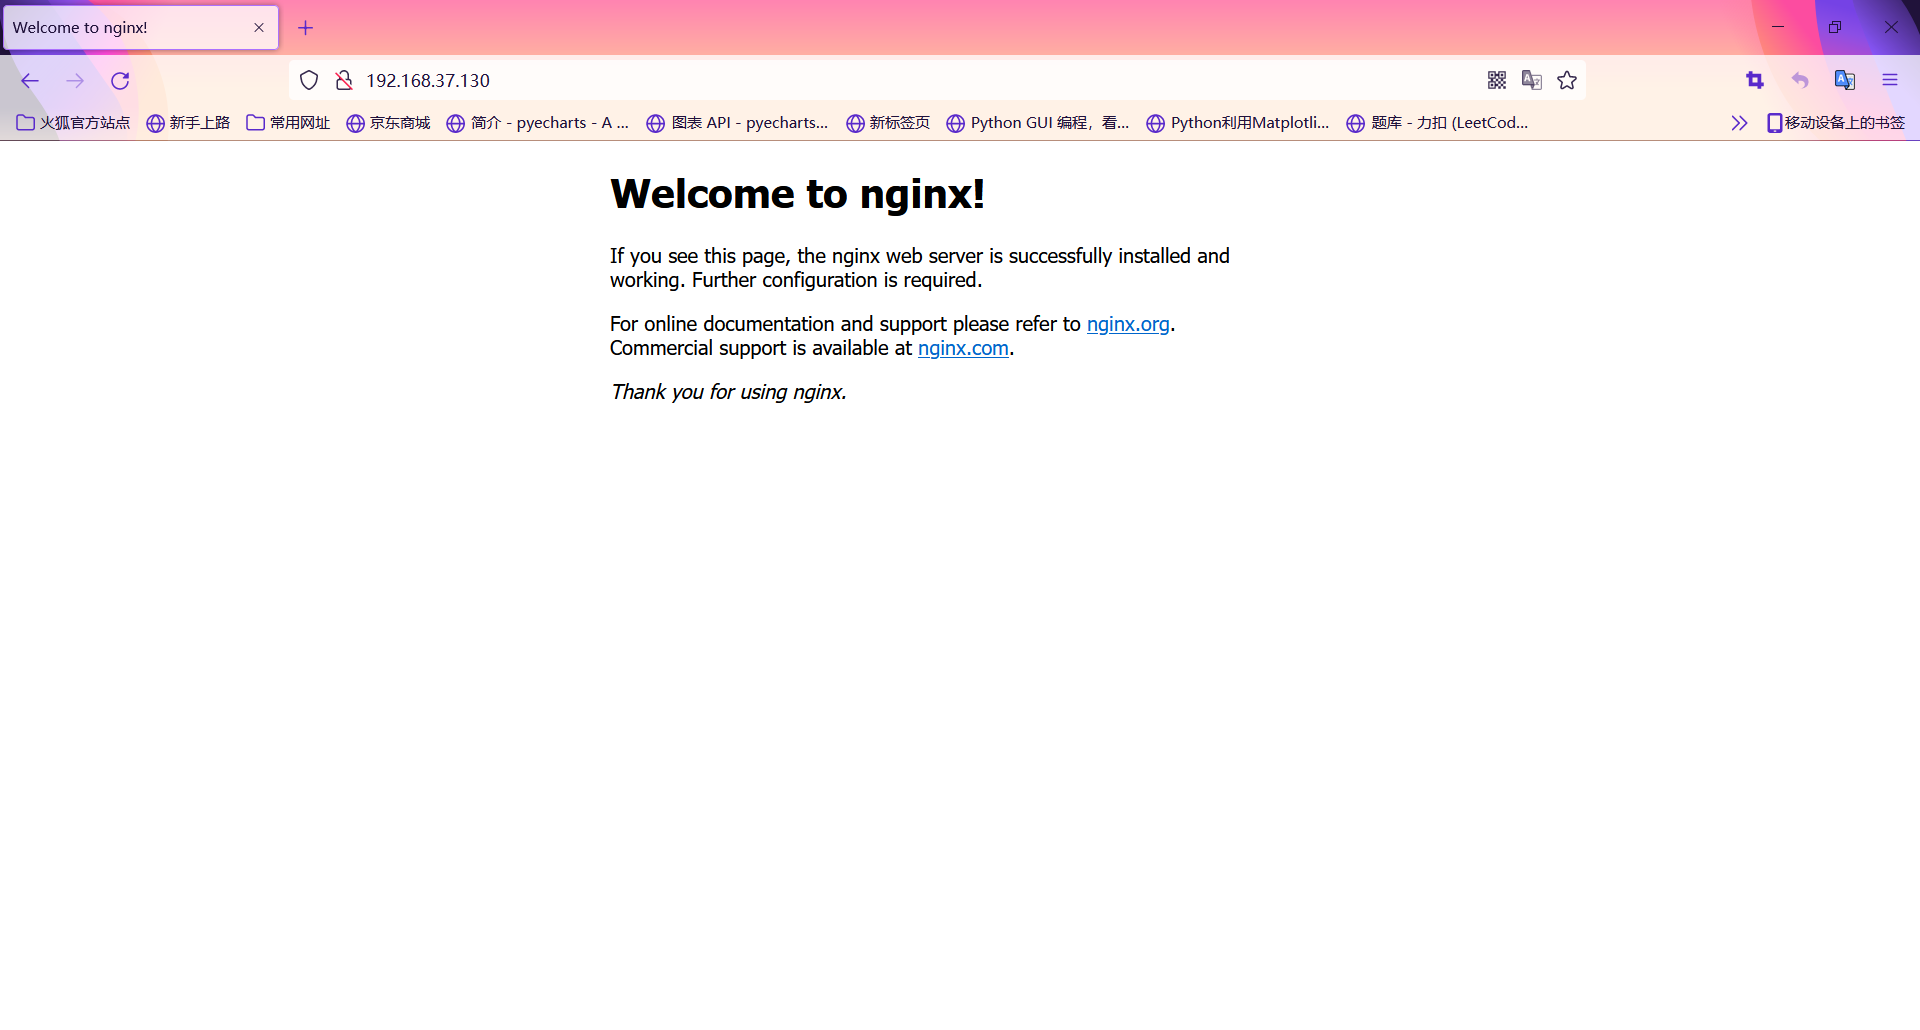 Welcome to nginx!
192.168.37.130
火狐官方站点 新手上路 常用网址 京东商城 简介 - pyecharts - A ... 图表 API - pyecharts... 新标签页 Python GUI 编程，看... Python利用Matplotli... 题库 - 力扣 (LeetCod... 移动设备上的书签
Welcome to nginx!
If you see this page, the nginx web server is successfully installed and
working. Further configuration is required.
For online documentation and support please refer to nginx.org.
Commercial support is available at nginx.com.
Thank you for using nginx.